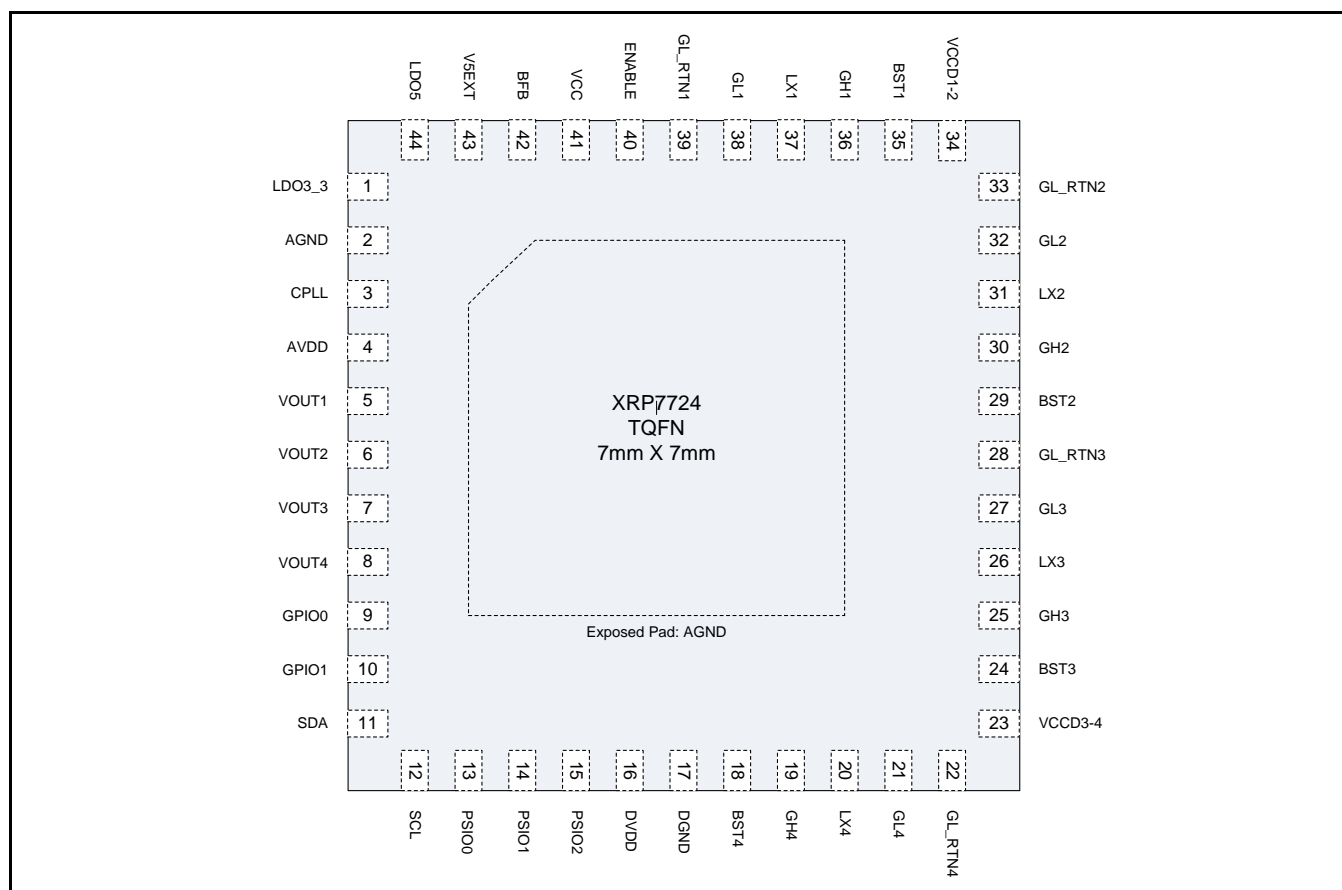 LDO5
V5EXT
BFB
VCC
ENABLE
GL_RTN1
GL1
LX1
GH1
BST1
VCCD1-2
44
43
42
41
40
39
38
37
36
35
34
LDO3_3 1
AGND 2
CPLL 3
AVDD 4
VOUT1 5
VOUT2 6
VOUT3 7
VOUT4 8
GPIO0 9
GPIO1 10
SDA 11
33 GL_RTN2
32 GL2
31 LX2
30 GH2
29 BST2
28 GL_RTN3
27 GL3
26 LX3
25 GH3
24 BST3
23 VCCD3-4
XRP7724
TQFN
7mm X 7mm
Exposed Pad: AGND
12
13
14
15
16
17
18
19
20
21
22
SCL
PSIO0
PSIO1
PSIO2
DVDD
DGND
BST4
GH4
LX4
GL4
GL_RTN4